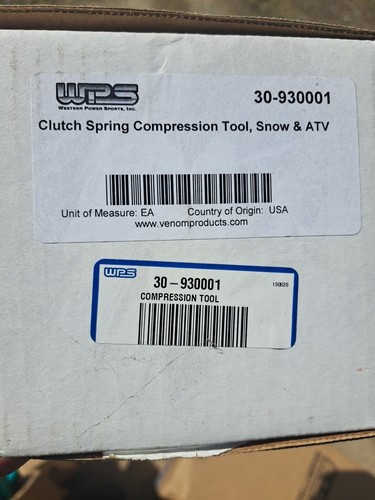 WPS
WESTERN POWER SPORTS, INC.
30-930001
Clutch Spring Compression Tool, Snow & ATV
Unit of Measure: EA Country of Origin: USA
www.venomproducts.com
WPS
30-930001
190829
COMPRESSION TOOL